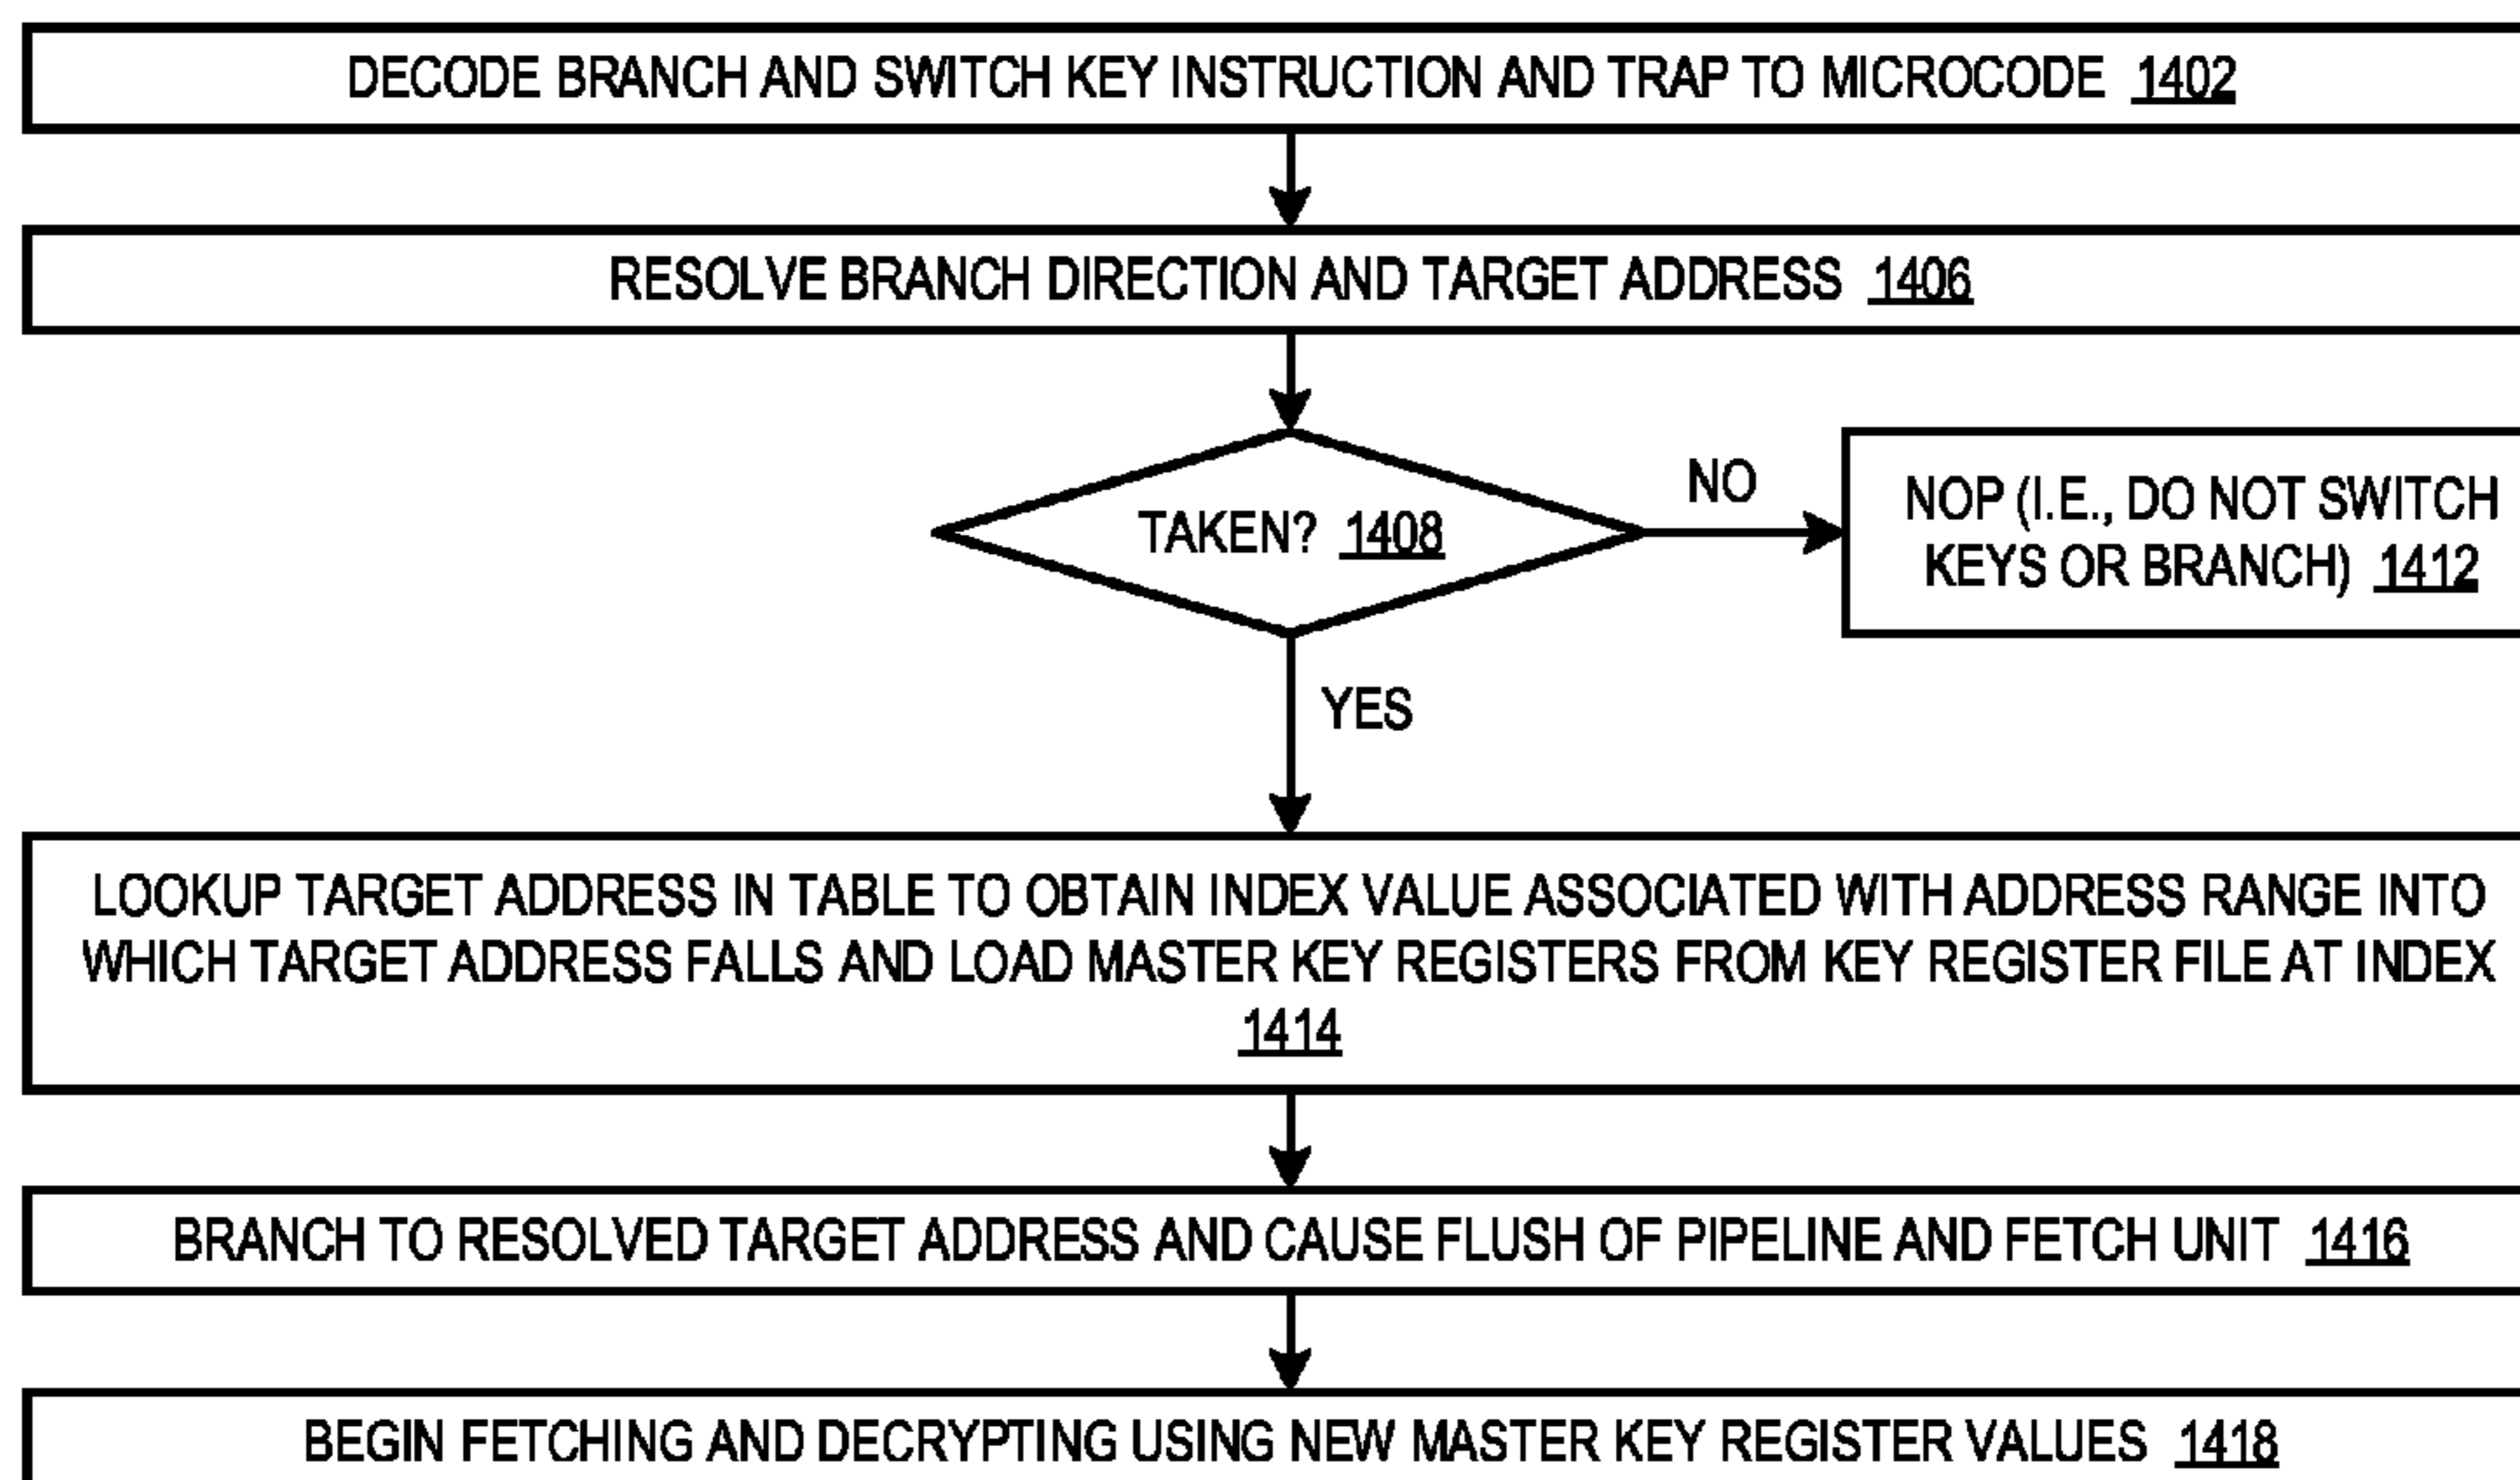 DECODE BRANCH AND SWITCH KEY INSTRUCTION AND TRAP TO MICROCODE 1402
RESOLVE BRANCH DIRECTION AND TARGET ADDRESS 1406
TAKEN? 1408
NO
NOP (I.E., DO NOT SWITCH
KEYS OR BRANCH) 1412
YES
LOOKUP TARGET ADDRESS IN TABLE TO OBTAIN INDEX VALUE ASSOCIATED WITH ADDRESS RANGE INTO
WHICH TARGET ADDRESS FALLS AND LOAD MASTER KEY REGISTERS FROM KEY REGISTER FILE AT INDEX
1414
BRANCH TO RESOLVED TARGET ADDRESS AND CAUSE FLUSH OF PIPELINE AND FETCH UNIT 1416
BEGIN FETCHING AND DECRYPTING USING NEW MASTER KEY REGISTER VALUES 1418